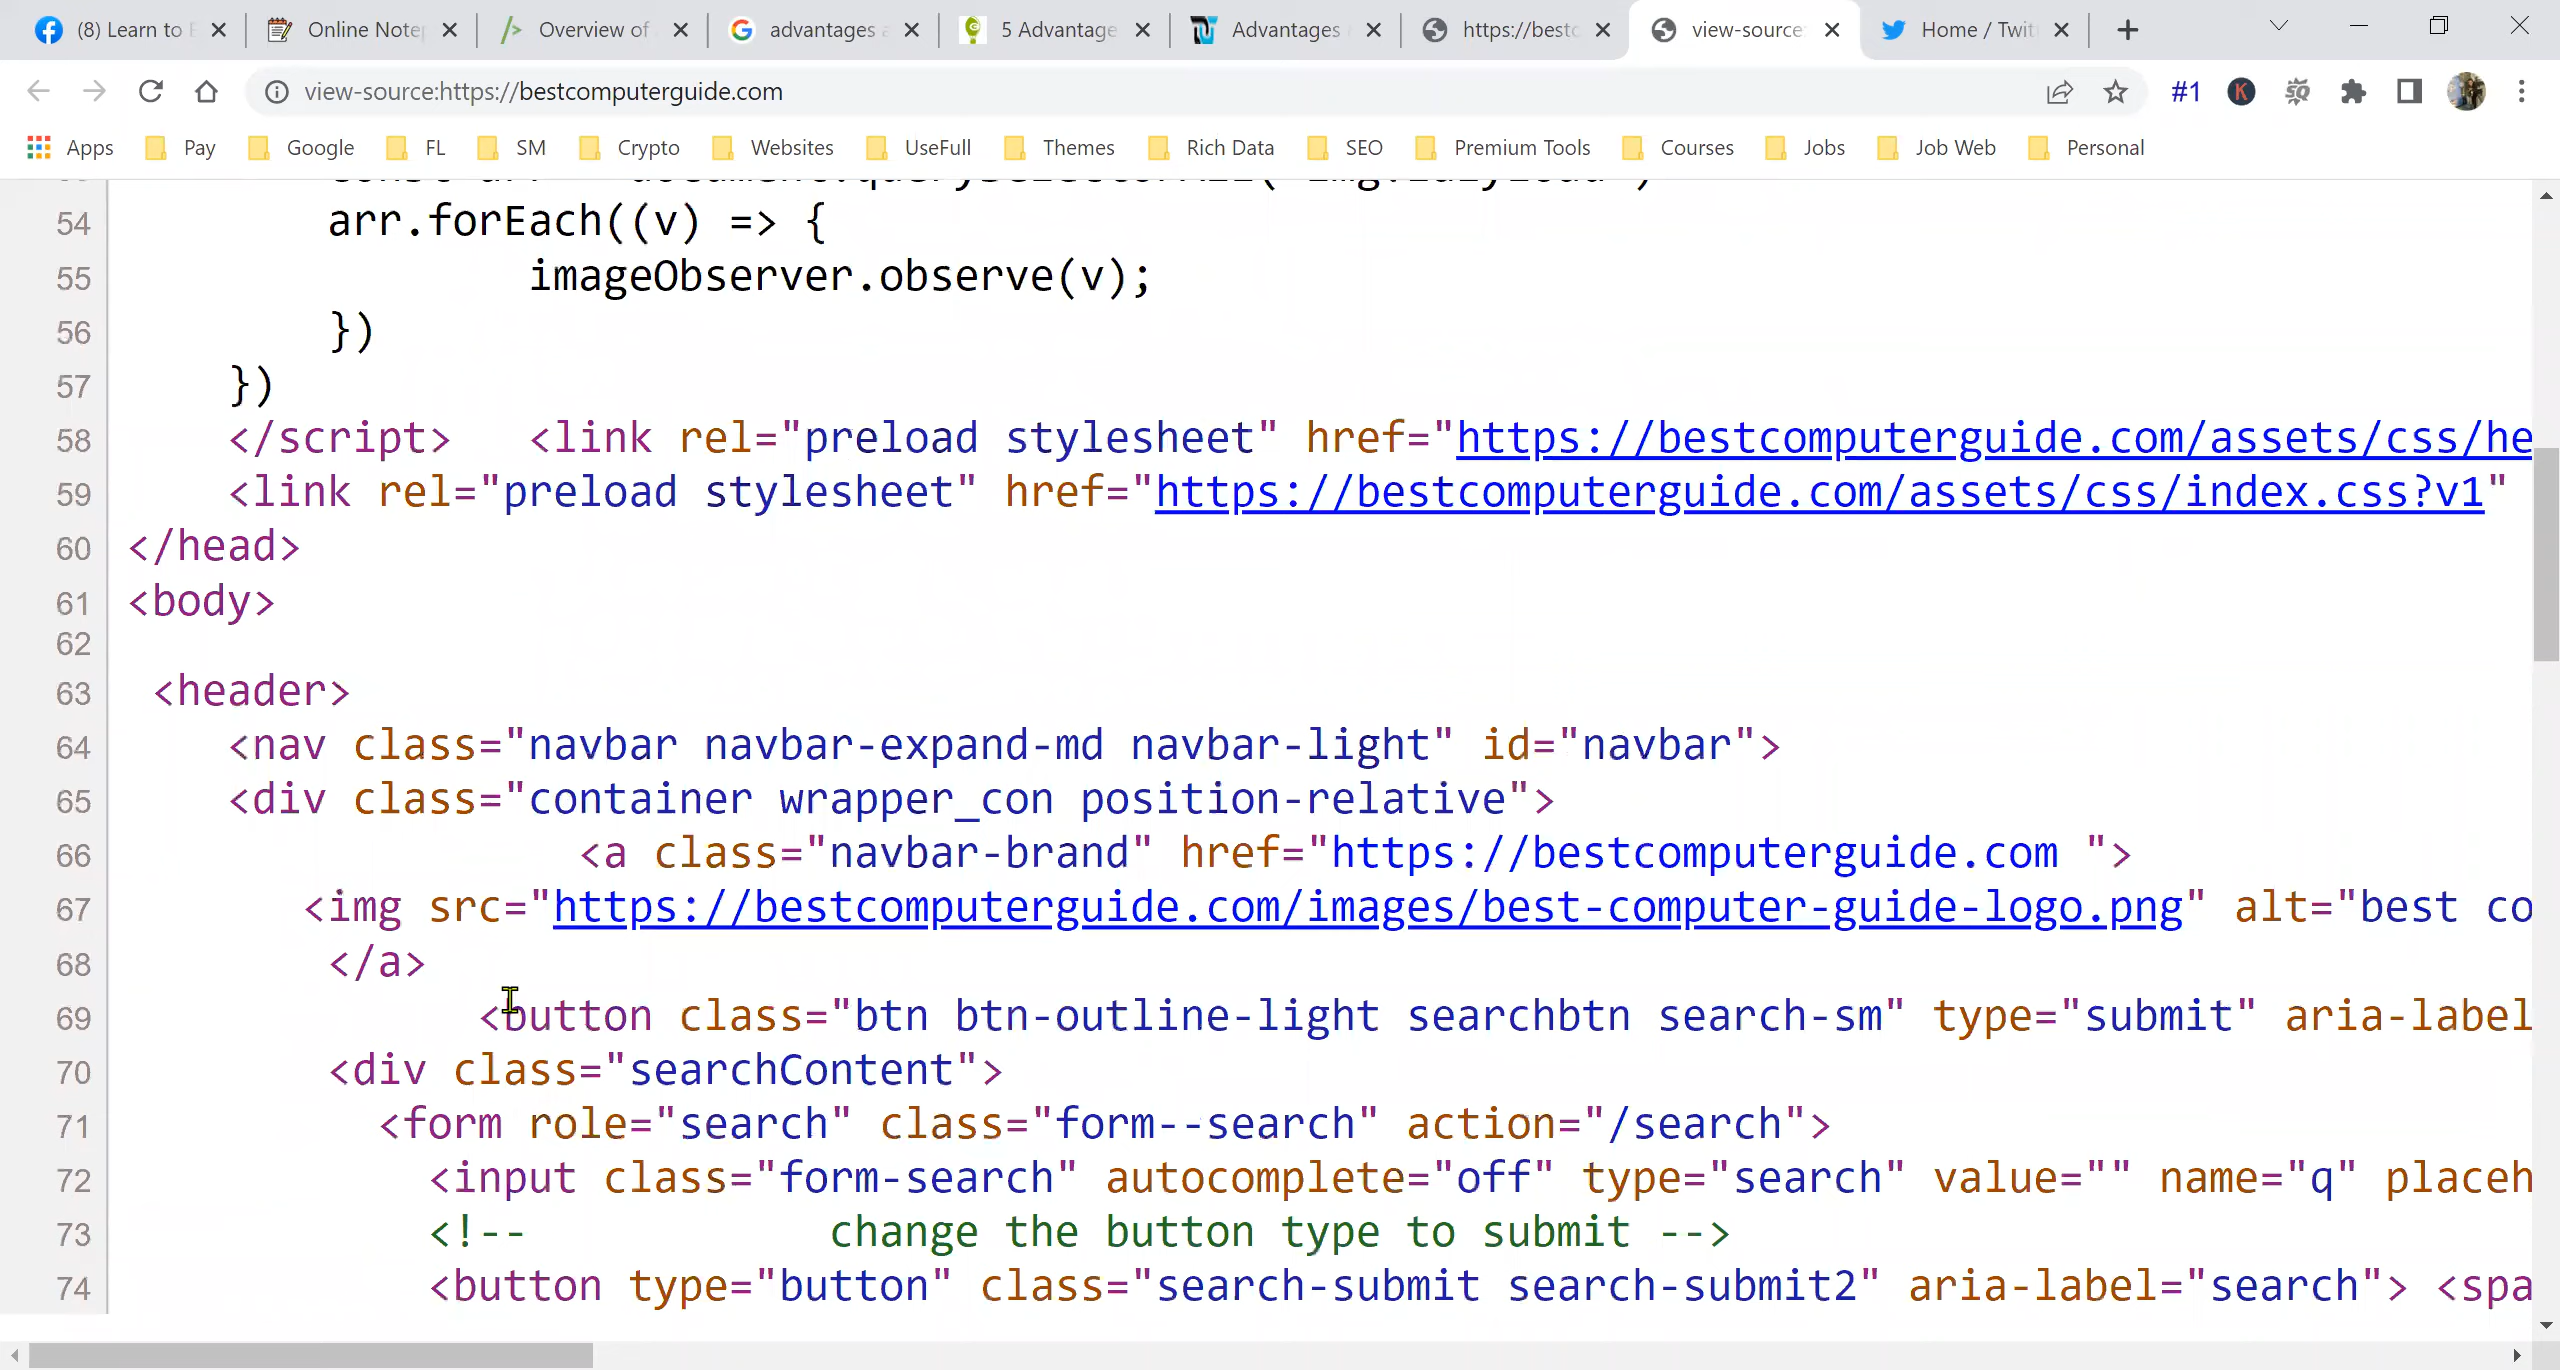 (8) Learn to E
Online Notep
Overview of
advantages a
5 Advantage
Advantages
https://bestc
view-source:
Home / Twit
view-source:https://bestcomputerguide.com
#1
K
SQ
Apps
Pay
Google
FL
SM
Crypto
Websites
UseFull
Themes
Rich Data
SEO
Premium Tools
Courses
Jobs
Job Web
Personal
54 arr.forEach((v) => {
55 imageObserver.observe(v);
56 })
57 })
58 </script> <link rel="preload stylesheet" href="https://bestcomputerguide.com/assets/css/he
59 <link rel="preload stylesheet" href="https://bestcomputerguide.com/assets/css/index.css?v1"
60 </head>
61 <body>
62
63 <header>
64 <nav class="navbar navbar-expand-md navbar-light" id="navbar">
65 <div class="container wrapper_con position-relative">
66 <a class="navbar-brand" href="https://bestcomputerguide.com ">
67 <img src="https://bestcomputerguide.com/images/best-computer-guide-logo.png" alt="best co
68 </a>
69 <button class="btn btn-outline-light searchbtn search-sm" type="submit" aria-label
70 <div class="searchContent">
71 <form role="search" class="form--search" action="/search">
72 <input class="form-search" autocomplete="off" type="search" value="" name="q" placeh
73 <!-- change the button type to submit -->
74 <button type="button" class="search-submit search-submit2" aria-label="search"> <spa